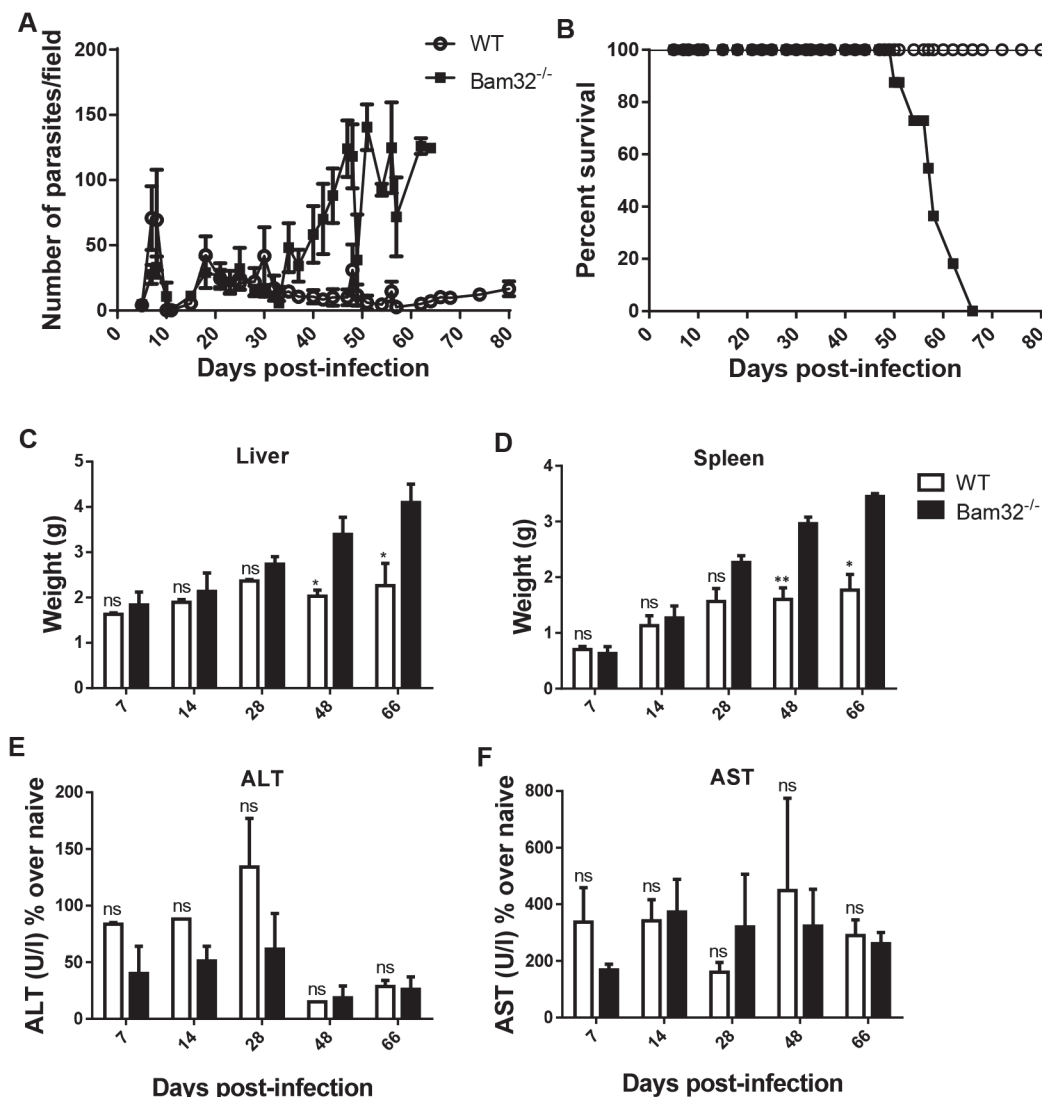 A
Number of parasites/field
200
150
100
50
0
0 10 20 30 40 50 60 70 80
Days post-infection
WT
Bam32-/-
B
Percent survival
100
80
60
40
20
0
0 10 20 30 40 50 60 70 80
Days post-infection
C
Liver
Weight (g)
5
4
3
2
1
0
ns ns ns * *
7 14 28 48 66
D
Spleen
Weight (g)
4
3
2
1
0
ns ns ns ** *
7 14 28 48 66
WT
Bam32-/-
E
ALT
ALT (U/l) % over naive
200
150
100
50
0
ns ns ns ns ns
7 14 28 48 66
Days post-infection
F
AST
AST (U/l) % over naive
800
600
400
200
0
ns ns ns ns ns
7 14 28 48 66
Days post-infection